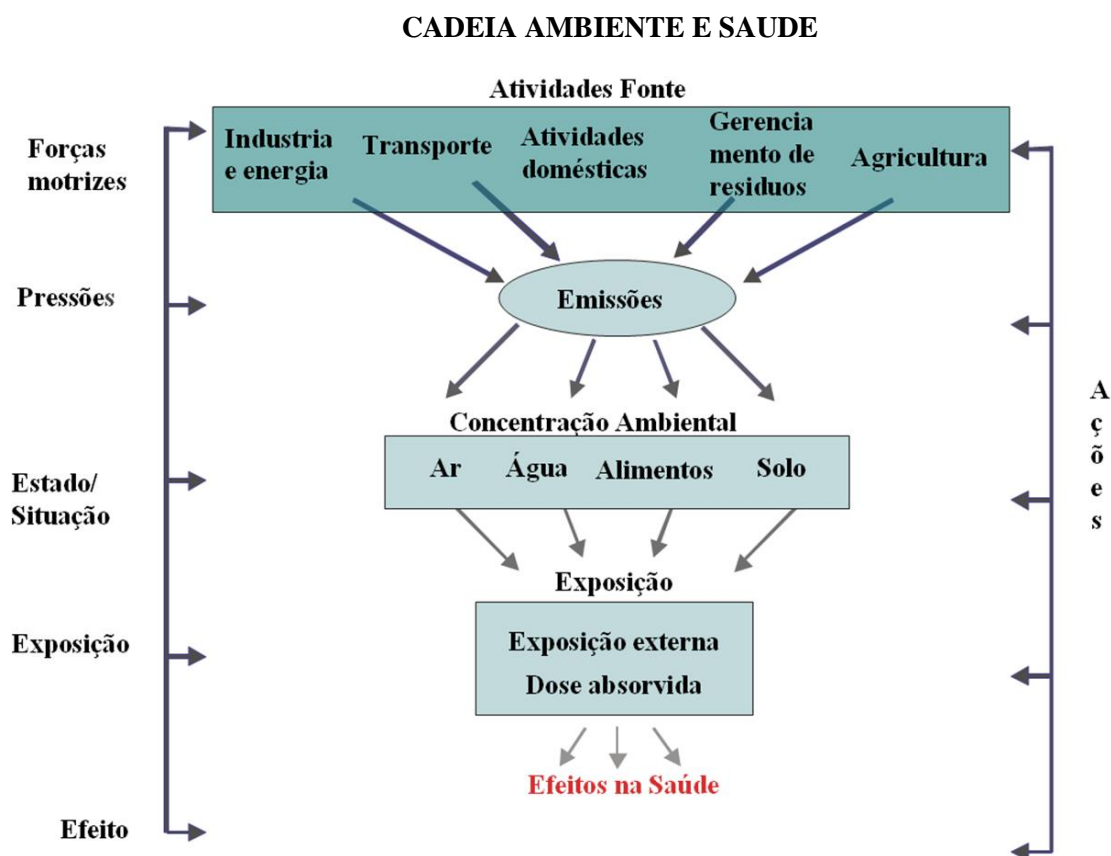 CADEIA AMBIENTE E SAUDE
Atividades Fonte
Forças
motrizes
Industria
e energia
Transporte
Atividades
domésticas
Gerencia
mento de
residuos
Agricultura
Pressões
Emissões
Concentração Ambiental
Estado/
Situação
Ar
Água
Alimentos
Solo
A
ç
õ
e
s
Exposição
Exposição
Exposição externa
Dose absorvida
Efeitos na Saúde
Efeito